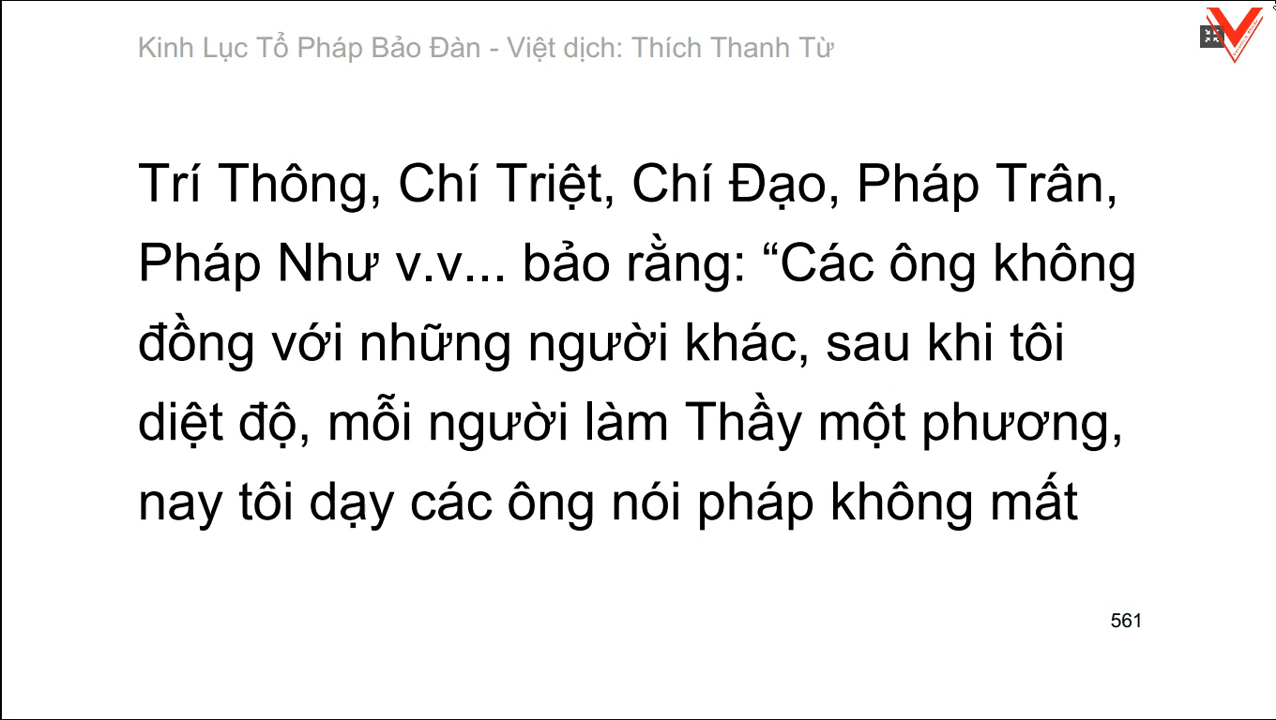 Kinh Lục Tổ Pháp Bảo Đàn - Việt dịch: Thích Thanh Từ
Trí Thông, Chí Triệt, Chí Đạo, Pháp Trân,
Pháp Như v.v... bảo rằng: “Các ông không
đồng với những người khác, sau khi tôi
diệt độ, mỗi người làm Thầy một phương,
nay tôi dạy các ông nói pháp không mất
561